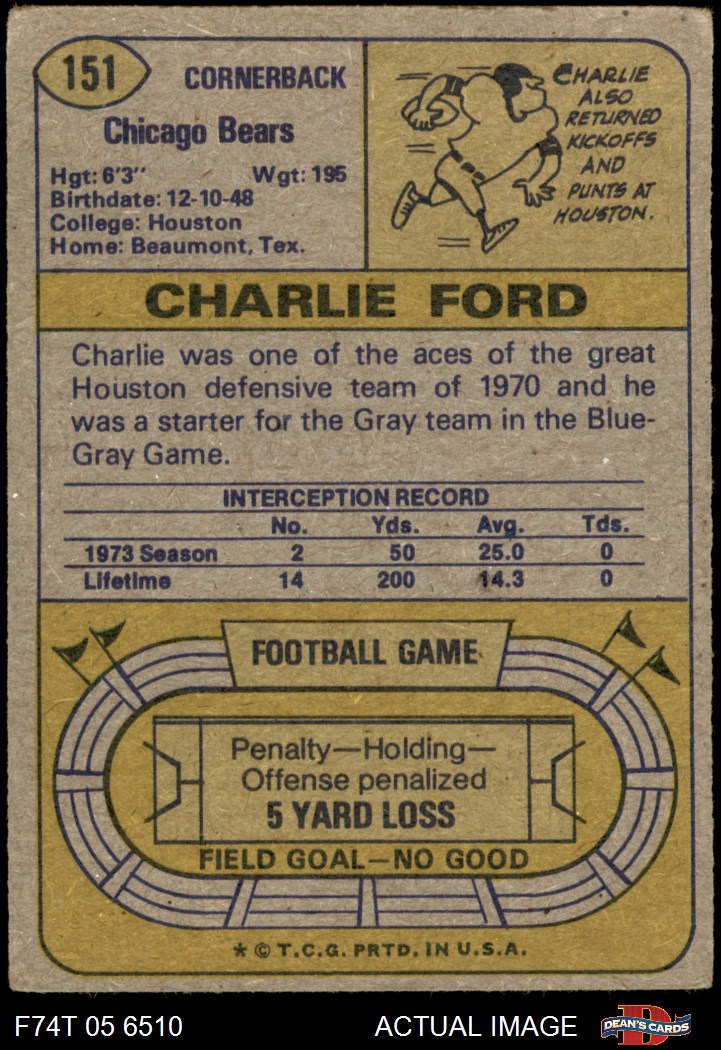 151
CORNERBACK
Chicago Bears
Hgt: 6'3" Wgt: 195
Birthdate: 12-10-48
College: Houston
Home: Beaumont, Tex.
CHARLIE
ALSO
RETURNED
KICKOFFS
AND
PUNTS AT
HOUSTON.
CHARLIE FORD
Charlie was one of the aces of the great
Houston defensive team of 1970 and he
was a starter for the Gray team in the Blue-
Gray Game.
INTERCEPTION RECORD
No. Yds. Avg. Tds.
1973 Season 2 50 25.0 0
Lifetime 14 200 14.3 0
FOOTBALL GAME
Penalty—Holding—
Offense penalized
5 YARD LOSS
FIELD GOAL—NO GOOD
* © T.C.G. PRTD. IN U.S.A.
F74T 05 6510 ACTUAL IMAGE
D
DEAN'S CARDS